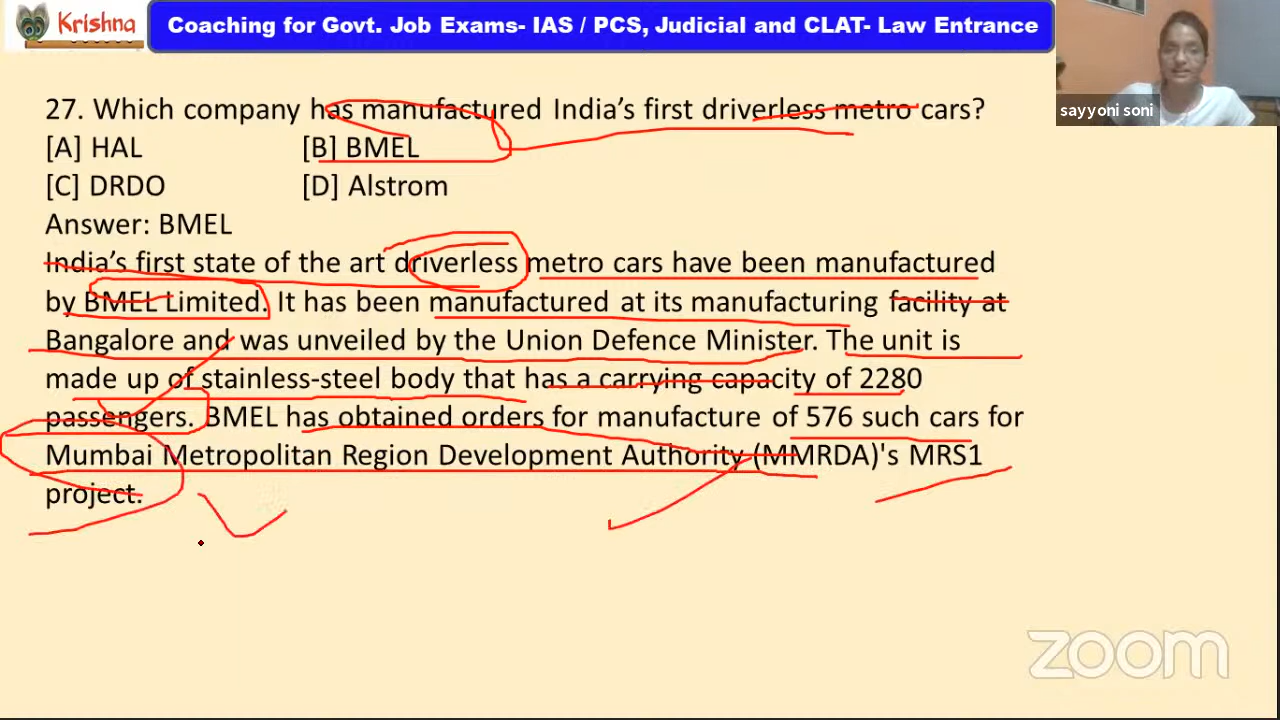 Krishna
Coaching for Govt. Job Exams- IAS / PCS, Judicial and CLAT- Law Entrance
sayyoni soni
27. Which company has manufactured India's first driverless metro cars?
[A] HAL [B] BMEL
[C] DRDO [D] Alstrom
Answer: BMEL
India's first state of the art driverless metro cars have been manufactured
by BMEL Limited. It has been manufactured at its manufacturing facility at
Bangalore and was unveiled by the Union Defence Minister. The unit is
made up of stainless-steel body that has a carrying capacity of 2280
passengers. BMEL has obtained orders for manufacture of 576 such cars for
Mumbai Metropolitan Region Development Authority (MMRDA)'s MRS1
project.
zoom